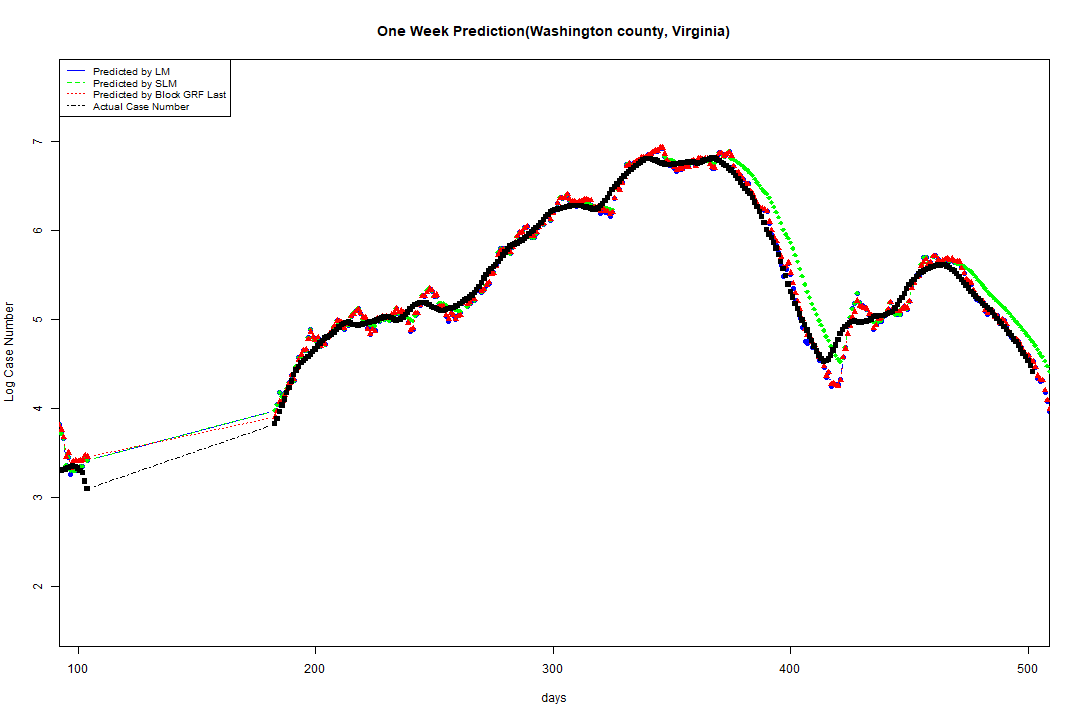 One Week Prediction(Washington county, Virginia)
Predicted by LM
Predicted by SLM
Predicted by Block GRF Last
Actual Case Number
7
6
5
4
3
2
Log Case Number
100 200 300 400 500
days